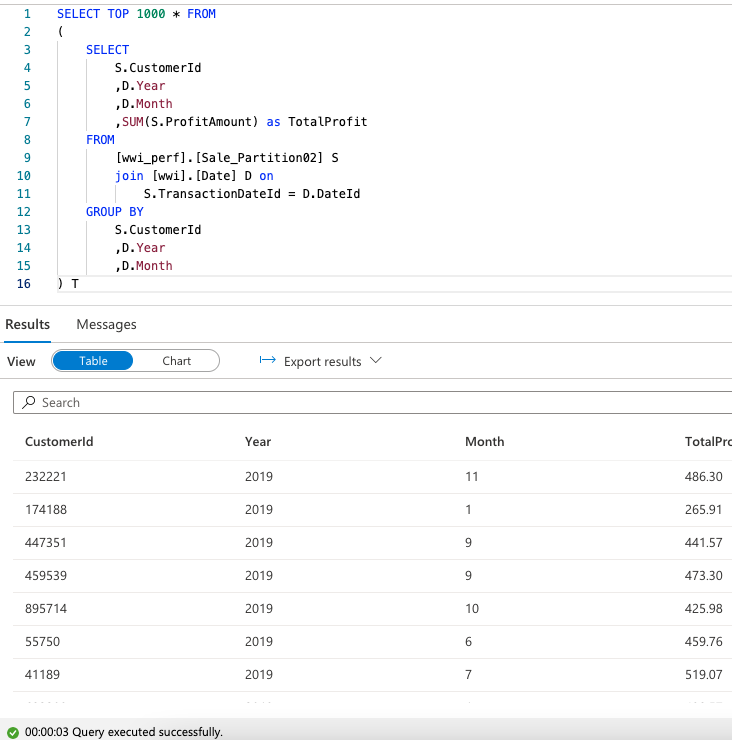 1 SELECT TOP 1000 * FROM
2 (
3 SELECT
4 S.CustomerId
5 ,D.Year
6 ,D.Month
7 ,SUM(S.ProfitAmount) as TotalProfit
8 FROM
9 [wwi_perf].[Sale_Partition02] S
10 join [wwi].[Date] D on
11 S.TransactionDateId = D.DateId
12 GROUP BY
13 S.CustomerId
14 ,D.Year
15 ,D.Month
16 ) T
Results Messages
View Table Chart Export results
Search
CustomerId Year Month TotalPro
232221 2019 11 486.30
174188 2019 1 265.91
447351 2019 9 441.57
459539 2019 9 473.30
895714 2019 10 425.98
55750 2019 6 459.76
41189 2019 7 519.07
00:00:03 Query executed successfully.